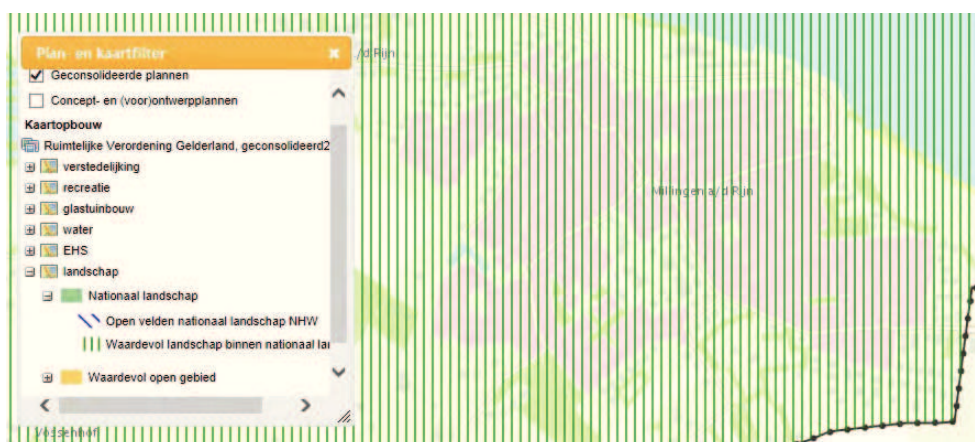 Plan- en kaartfilter
Geconsolideerde plannen
Concept- en (voor)ontwerpplannen
Kaartopbouw
Ruimtelijke Verordening Gelderland, geconsolideerd2
verstedelijking
recreatie
glastuinbouw
water
EHS
landschap
Nationaal landschap
Open velden nationaal landschap NHW
Waardevol landschap binnen nationaal la
Waardevol open gebied
/d Rijn
Millingen a/d Rijn
Vossenhof